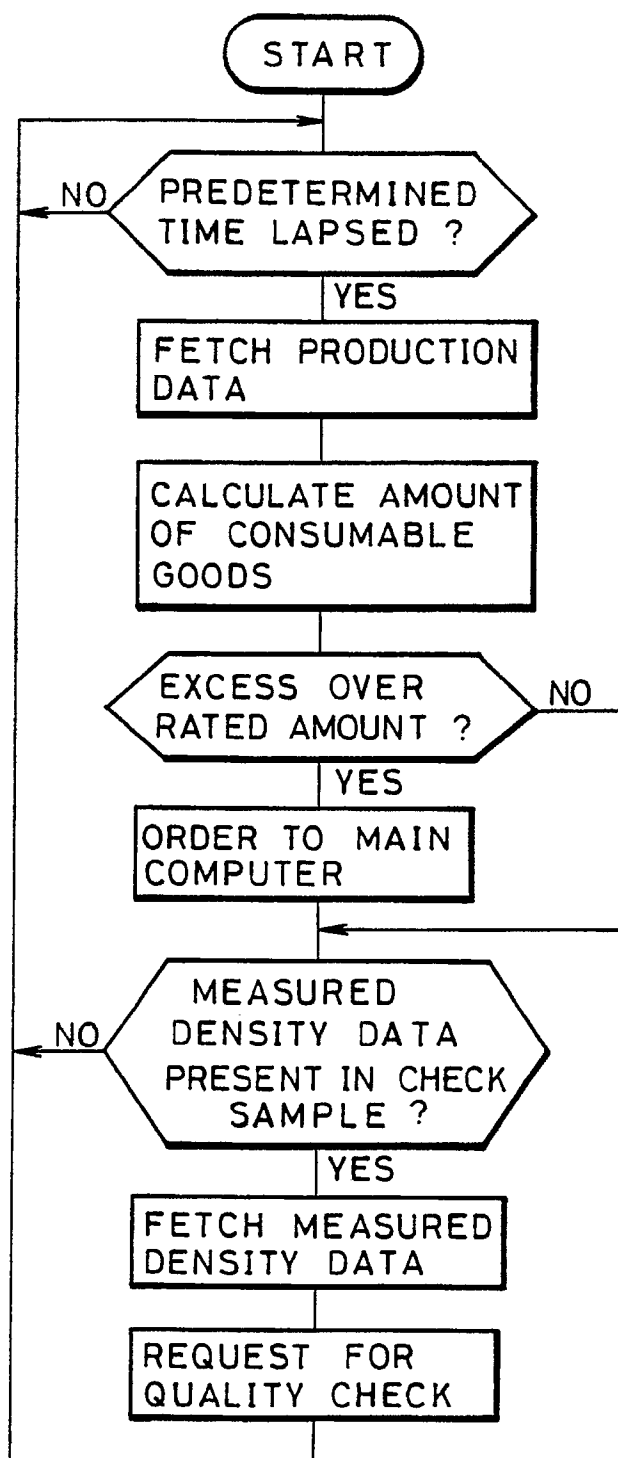 START
NO
PREDETERMINED
TIME LAPSED ?
YES
FETCH PRODUCTION
DATA
CALCULATE AMOUNT
OF CONSUMABLE
GOODS
EXCESS OVER
RATED AMOUNT ?
NO
YES
ORDER TO MAIN
COMPUTER
MEASURED
DENSITY DATA
PRESENT IN CHECK
SAMPLE ?
NO
YES
FETCH MEASURED
DENSITY DATA
REQUEST FOR
QUALITY CHECK